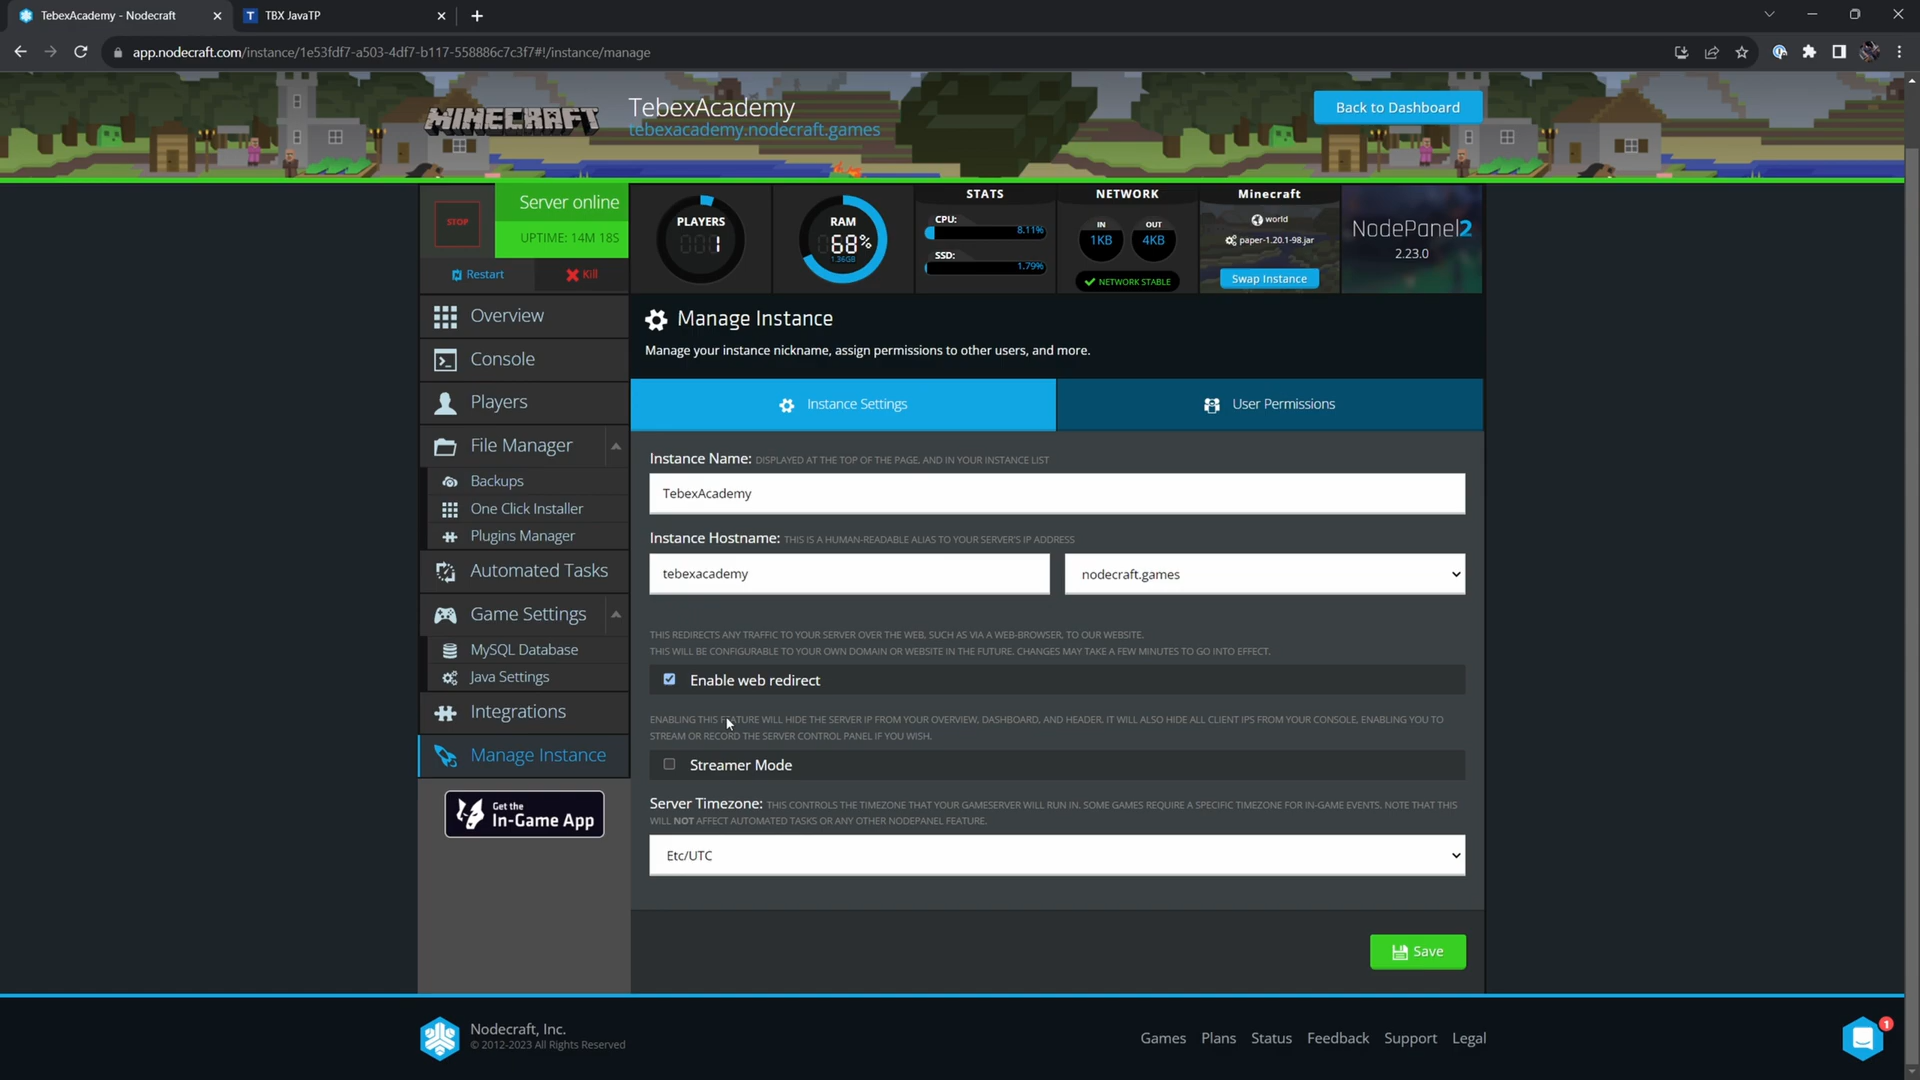 TebexAcademy - Nodecraft
TBX JavaTP
app.nodecraft.com/instance/1e53fdf7-a503-4df7-b117-558886c7c3f7#!/instance/manage
MINECRAFT
TebexAcademy
tebexacademy.nodecraft.games
Back to Dashboard
STOP
Server online
UPTIME: 14M 18S
Restart
Kill
PLAYERS
1
RAM
68%
1.36GB
STATS
CPU:
8.11%
SSD:
1.79%
NETWORK
IN
1KB
OUT
4KB
NETWORK STABLE
Minecraft
world
paper-1.20.1-98.jar
Swap Instance
NodePanel2
2.23.0
Overview
Console
Players
File Manager
Backups
One Click Installer
Plugins Manager
Automated Tasks
Game Settings
MySQL Database
Java Settings
Integrations
Manage Instance
Get the
In-Game App
Manage Instance
Manage your instance nickname, assign permissions to other users, and more.
Instance Settings
User Permissions
Instance Name: DISPLAYED AT THE TOP OF THE PAGE, AND IN YOUR INSTANCE LIST
TebexAcademy
Instance Hostname: THIS IS A HUMAN-READABLE ALIAS TO YOUR SERVER'S IP ADDRESS
tebexacademy
nodecraft.games
THIS REDIRECTS ANY TRAFFIC TO YOUR SERVER OVER THE WEB, SUCH AS VIA A WEB-BROWSER, TO OUR WEBSITE.
THIS WILL BE CONFIGURABLE TO YOUR OWN DOMAIN OR WEBSITE IN THE FUTURE. CHANGES MAY TAKE A FEW MINUTES TO GO INTO EFFECT.
Enable web redirect
ENABLING THIS FEATURE WILL HIDE THE SERVER IP FROM YOUR OVERVIEW, DASHBOARD, AND HEADER, IT WILL ALSO HIDE ALL CLIENT IPS FROM YOUR CONSOLE, ENABLING YOU TO
STREAM OR RECORD THE SERVER CONTROL PANEL IF YOU WISH.
Streamer Mode
Server Timezone: THIS CONTROLS THE TIMEZONE THAT YOUR GAMESERVER WILL RUN IN, SOME GAMES REQUIRE A SPECIFIC TIMEZONE FOR IN-GAME EVENTS. NOTE THAT THIS
WILL NOT AFFECT AUTOMATED TASKS OR ANY OTHER NODEPANEL FEATURE.
Etc/UTC
Save
Nodecraft, Inc.
© 2012-2023 All Rights Reserved
Games
Plans
Status
Feedback
Support
Legal
1